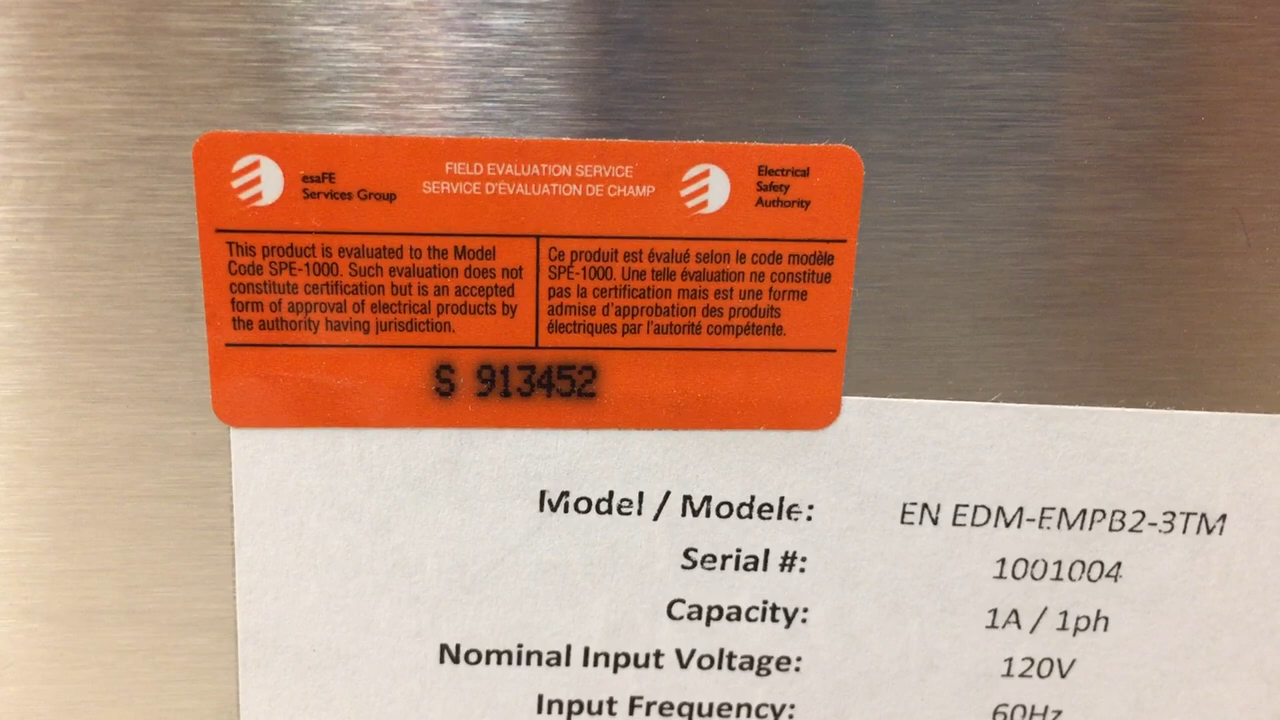 esaFE
Services Group
FIELD EVALUATION SERVICE
SERVICE D'ÉVALUATION DE CHAMP
Electrical
Safety
Authority
This product is evaluated to the Model
Code SPE-1000. Such evaluation does not
constitute certification but is an accepted
form of approval of electrical products by
the authority having jurisdiction.
Ce produit est évalué selon le code modèle
SPE-1000. Une telle évaluation ne constitue
pas la certification mais est une forme
admise d'approbation des produits
électriques par l'autorité compétente.
S 913452
Model / Modele: EN EDM-EMPB2-3TM
Serial #: 1001004
Capacity: 1A / 1ph
Nominal Input Voltage: 120V
Input Frequency: 60Hz